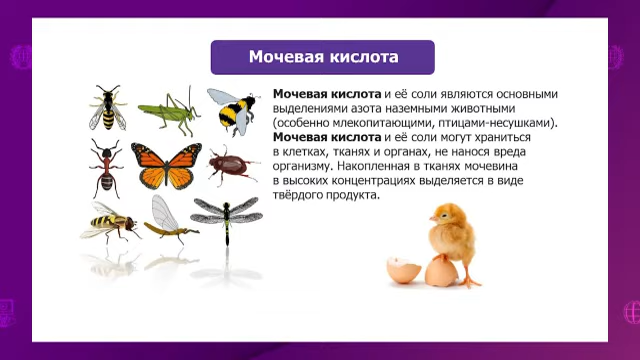 Мочевая кислота
Мочевая кислота и её соли являются основными
выделениями азота наземными животными
(особенно млекопитающими, птицами-несушками).
Мочевая кислота и её соли могут храниться
в клетках, тканях и органах, не нанося вреда
организму. Накопленная в тканях мочевина
в высоких концентрациях выделяется в виде
твёрдого продукта.